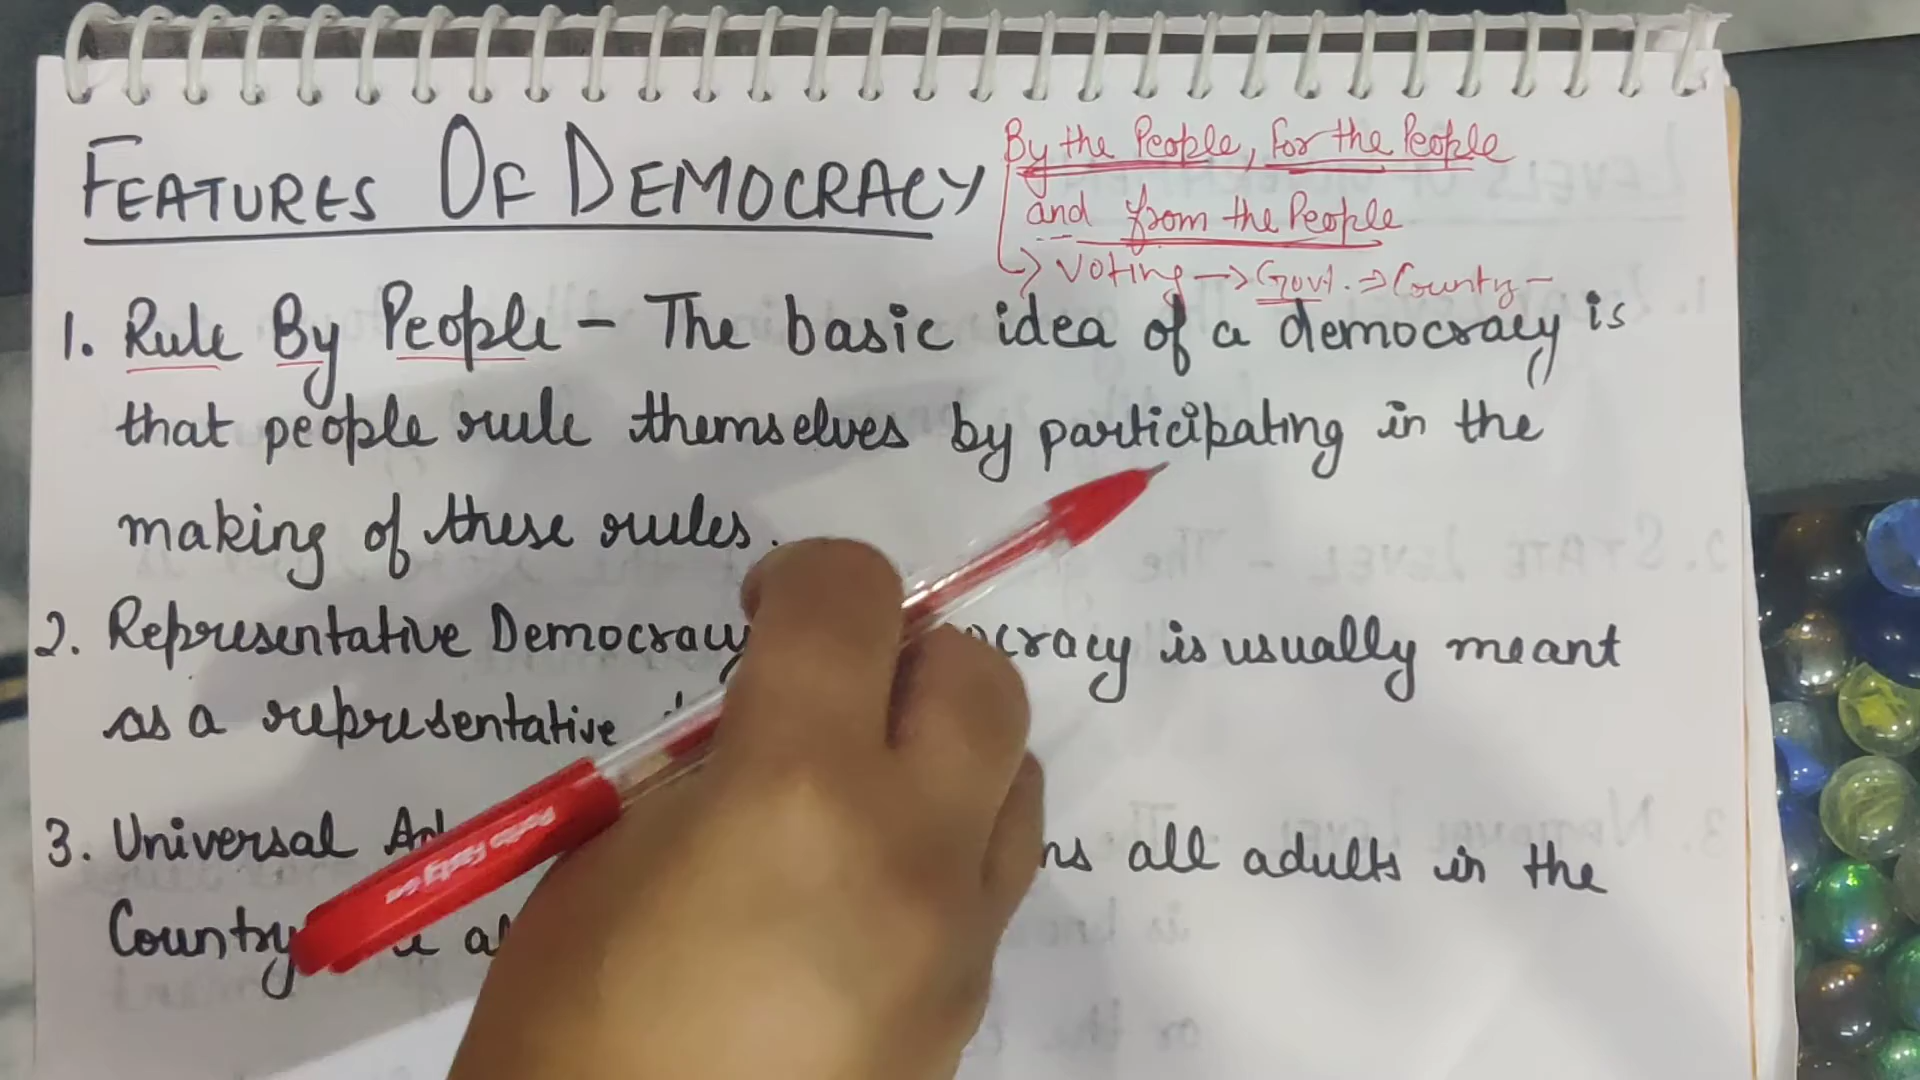 FEATURES OF DEMOCRACY
By the People, For the People
and from the People
→ Voting → Govt. ⇒ Country -
1. Rule By People - The basic idea of a democracy is
that people rule themselves by participating in the
making of these rules.
2. Representative Democracy is usually meant
as a representative
3. Universal all adults in the
Country